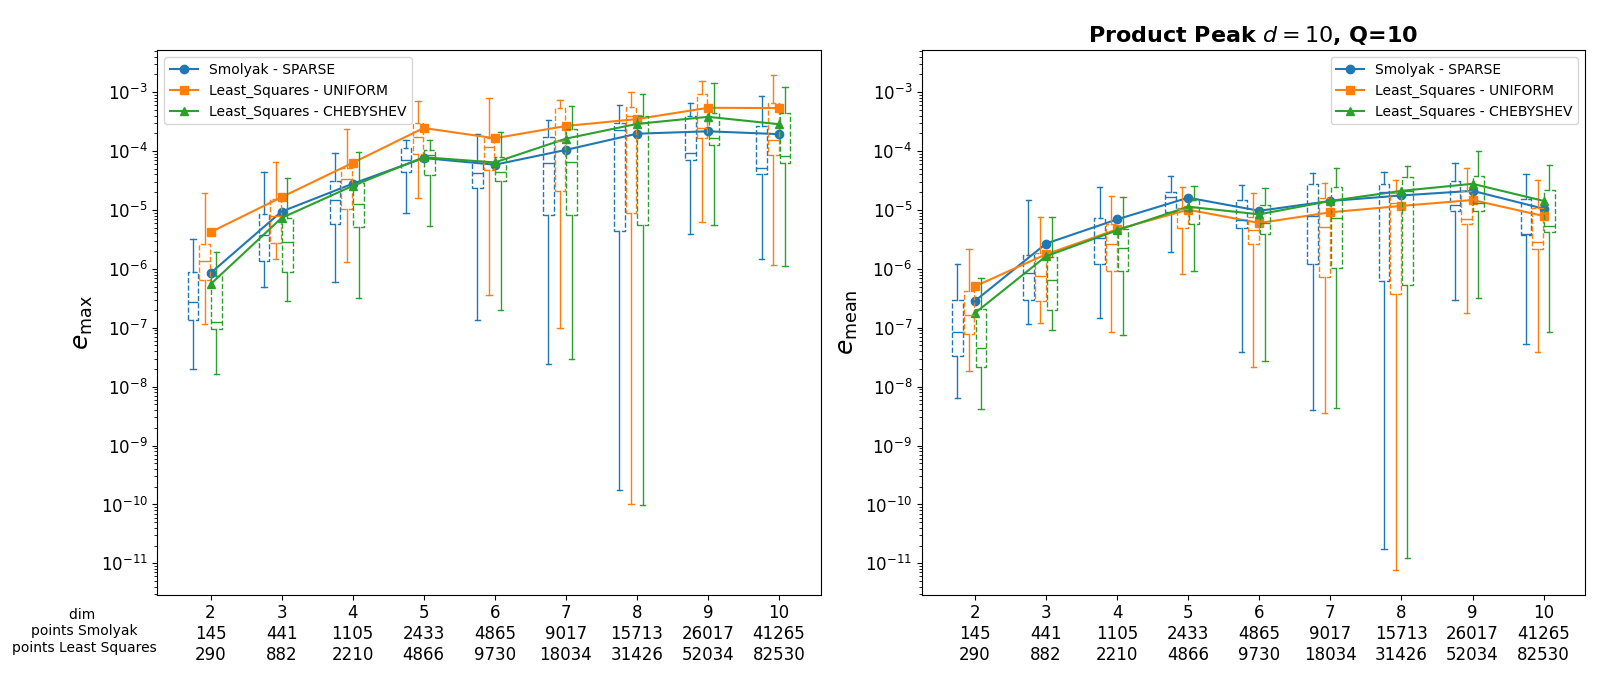 Product Peak d = 10, Q=10
Smolyak - SPARSE
Least_Squares - UNIFORM
Least_Squares - CHEBYSHEV
10⁻³
10⁻⁴
10⁻⁵
10⁻⁶
10⁻⁷
10⁻⁸
10⁻⁹
10⁻¹⁰
10⁻¹¹
e_max
dim 2 3 4 5 6 7 8 9 10
points Smolyak 145 441 1105 2433 4865 9017 15713 26017 41265
points Least Squares 290 882 2210 4866 9730 18034 31426 52034 82530
Smolyak - SPARSE
Least_Squares - UNIFORM
Least_Squares - CHEBYSHEV
10⁻³
10⁻⁴
10⁻⁵
10⁻⁶
10⁻⁷
10⁻⁸
10⁻⁹
10⁻¹⁰
10⁻¹¹
e_mean
2 3 4 5 6 7 8 9 10
145 441 1105 2433 4865 9017 15713 26017 41265
290 882 2210 4866 9730 18034 31426 52034 82530